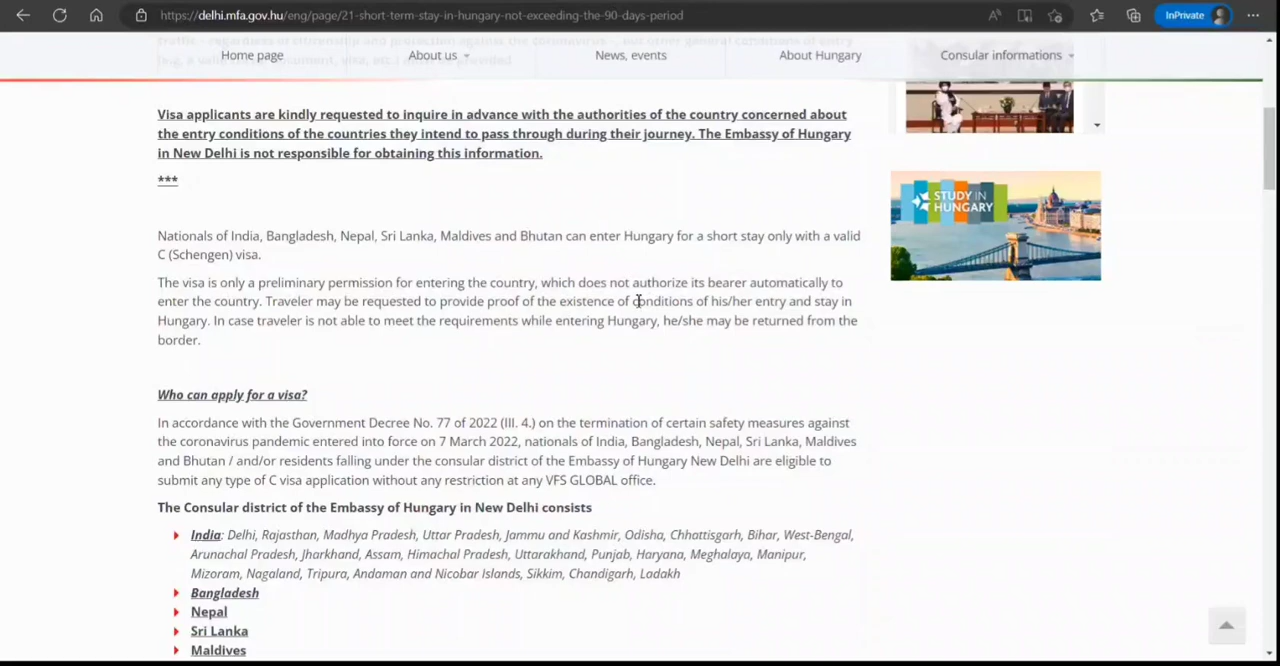 https://delhi.mfa.gov.hu/eng/page/21-short-term-stay-in-hungary-not-exceeding-the-90-days-period
InPrivate
Home page
About us
News, events
About Hungary
Consular informations
Visa applicants are kindly requested to inquire in advance with the authorities of the country concerned about
the entry conditions of the countries they intend to pass through during their journey. The Embassy of Hungary
in New Delhi is not responsible for obtaining this information.
***
STUDY IN
HUNGARY
Nationals of India, Bangladesh, Nepal, Sri Lanka, Maldives and Bhutan can enter Hungary for a short stay only with a valid
C (Schengen) visa.
The visa is only a preliminary permission for entering the country, which does not authorize its bearer automatically to
enter the country. Traveler may be requested to provide proof of the existence of conditions of his/her entry and stay in
Hungary. In case traveler is not able to meet the requirements while entering Hungary, he/she may be returned from the
border.
Who can apply for a visa?
In accordance with the Government Decree No. 77 of 2022 (III. 4.) on the termination of certain safety measures against
the coronavirus pandemic entered into force on 7 March 2022, nationals of India, Bangladesh, Nepal, Sri Lanka, Maldives
and Bhutan / and/or residents falling under the consular district of the Embassy of Hungary New Delhi are eligible to
submit any type of C visa application without any restriction at any VFS GLOBAL office.
The Consular district of the Embassy of Hungary in New Delhi consists
India: Delhi, Rajasthan, Madhya Pradesh, Uttar Pradesh, Jammu and Kashmir, Odisha, Chhattisgarh, Bihar, West-Bengal,
Arunachal Pradesh, Jharkhand, Assam, Himachal Pradesh, Uttarakhand, Punjab, Haryana, Meghalaya, Manipur,
Mizoram, Nagaland, Tripura, Andaman and Nicobar Islands, Sikkim, Chandigarh, Ladakh
Bangladesh
Nepal
Sri Lanka
Maldives